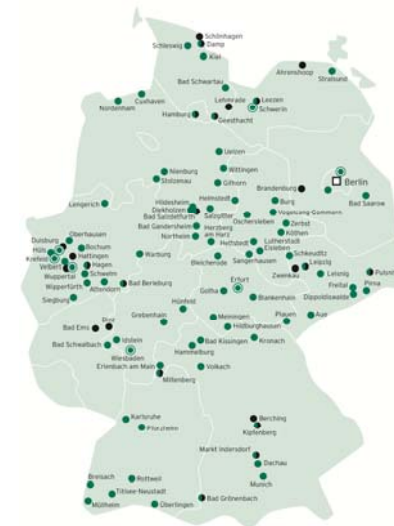 Schönhagen
Schleswig
Damp
Kiel
Ahrenshoop
Stralsund
Bad Schwartau
Cuxhaven
Nordenham
Lehmrade
Leezen
Schwerin
Hamburg
Geesthacht
Uelzen
Nienburg
Stolzenau
Wittingen
Gifhorn
Berlin
Brandenburg
Bad Saarow
Lengerich
Hildesheim
Diekholzen
Bad Salzdetfurth
Helmstedt
Salzgitter
Burg
Vogelsang-Gommern
Oschersleben
Zerbst
Bad Gandersheim
Northeim
Herzberg
am Harz
Köthen
Hettstedt
Lutherstadt
Eisleben
Oberhausen
Duisburg
Bochum
Hüls
Hattingen
Krefeld
Hagen
Velbert
Schwelm
Wuppertal
Wipperfürth
Attendorn
Siegburg
Bad Berleburg
Warburg
Bleicherode
Sangerhausen
Schkeuditz
Leipzig
Zwenkau
Leisnig
Pulsnitz
Freital
Pirna
Dippoldiswalde
Erfurt
Gotha
Blankenhain
Hünfeld
Grebenhain
Meiningen
Hildburghausen
Plauen
Aue
Bad Ems
Idstein
Bad Schwalbach
Wiesbaden
Erlenbach am Main
Miltenberg
Bad Kissingen
Hammelburg
Kronach
Volkach
Karlsruhe
Pforzheim
Berching
Kipfenberg
Markt Indersdorf
Dachau
Munich
Breisach
Rottweil
Titisee-Neustadt
Müllheim
Überlingen
Bad Grönenbach